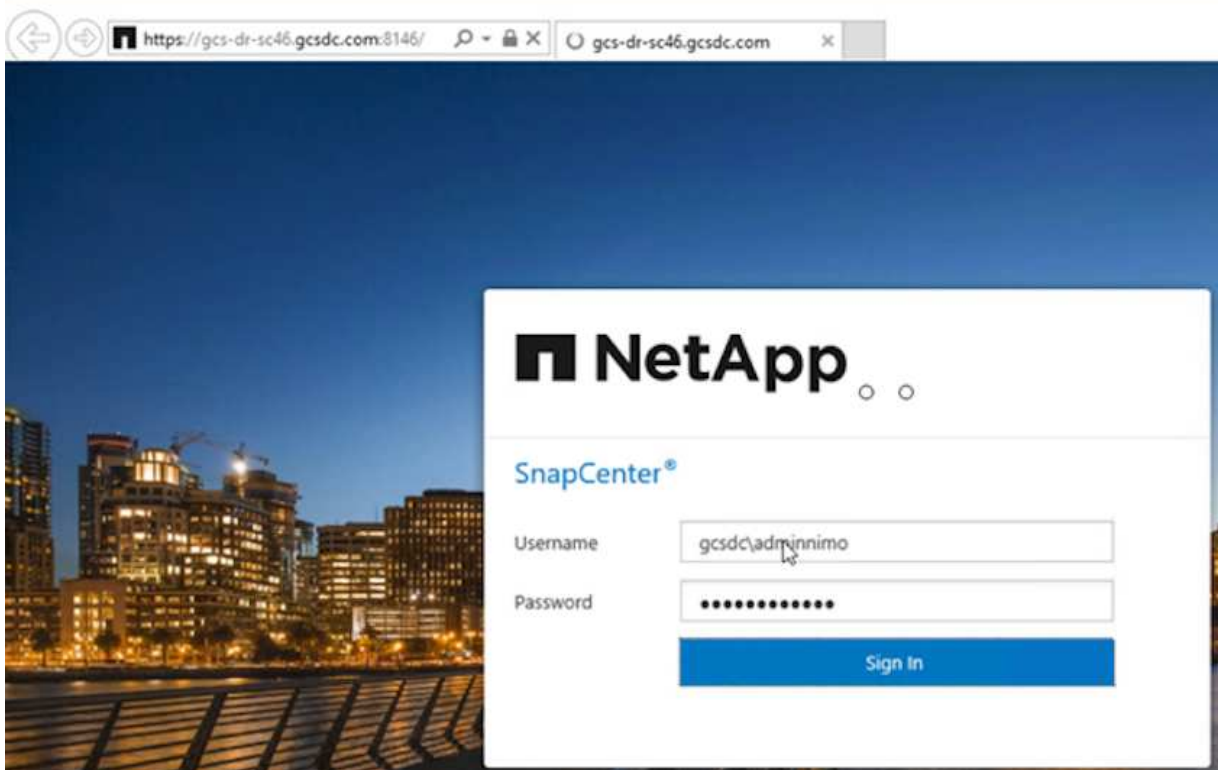 https://gcs-dr-sc46.gcsdc.com:8146/
gcs-dr-sc46.gcsdc.com
NetApp
SnapCenter®
Username
gcsdc\adminnimo
Password
Sign In